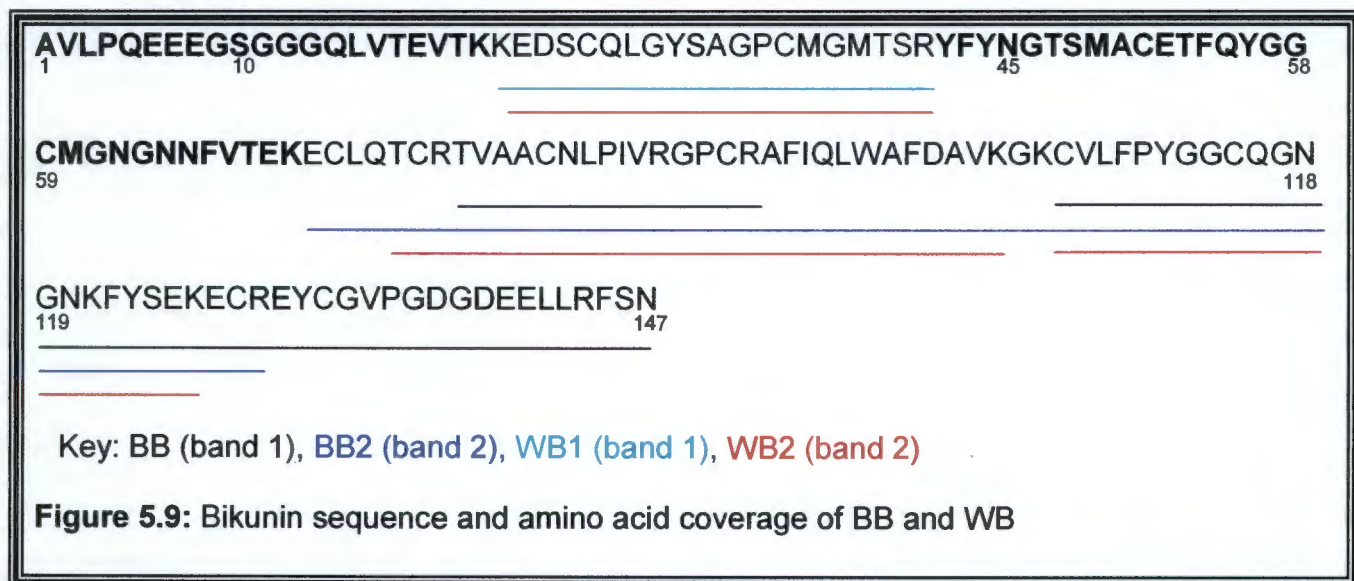 AVLPQEEEGSGGGQLVTEVTKKEDSCQLGYSAGPCMGMTSRYFYNGTSMACETFQYGG
1 10 45 58
CMGNGNNFVTEKECLQTCRTVAACNLPIVRGPCRAFIQLWAFDAVKGKCVLFPYGGCQGN
59 118
GNKFYSEKECREYCGVPGDGDEELLRFSN
119 147
Key: BB (band 1), BB2 (band 2), WB1 (band 1), WB2 (band 2)
Figure 5.9: Bikunin sequence and amino acid coverage of BB and WB